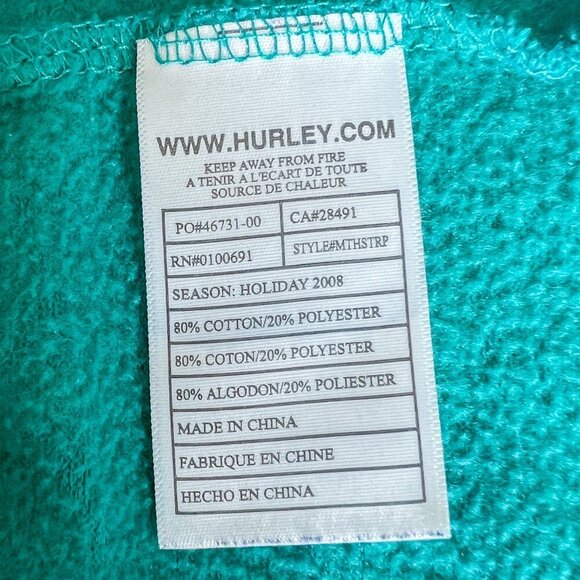 WWW.HURLEY.COM
KEEP AWAY FROM FIRE
A TENIR A L'ECART DE TOUTE
SOURCE DE CHALEUR
PO#46731-00 CA#28491
RN#0100691 STYLE#MTHSTRP
SEASON: HOLIDAY 2008
80% COTTON/20% POLYESTER
80% COTON/20% POLYESTER
80% ALGODON/20% POLIESTER
MADE IN CHINA
FABRIQUE EN CHINE
HECHO EN CHINA